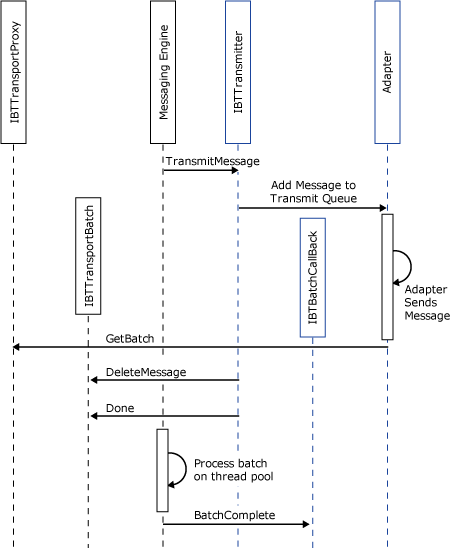 IBTTTransportProxy
Messaging Engine
IBTTransmitter
Adapter
TransmitMessage
Add Message to
Transmit Queue
IBTTransportBatch
IBTBatchCallBack
Adapter
Sends
Message
GetBatch
DeleteMessage
Done
Process batch
on thread pool
BatchComplete